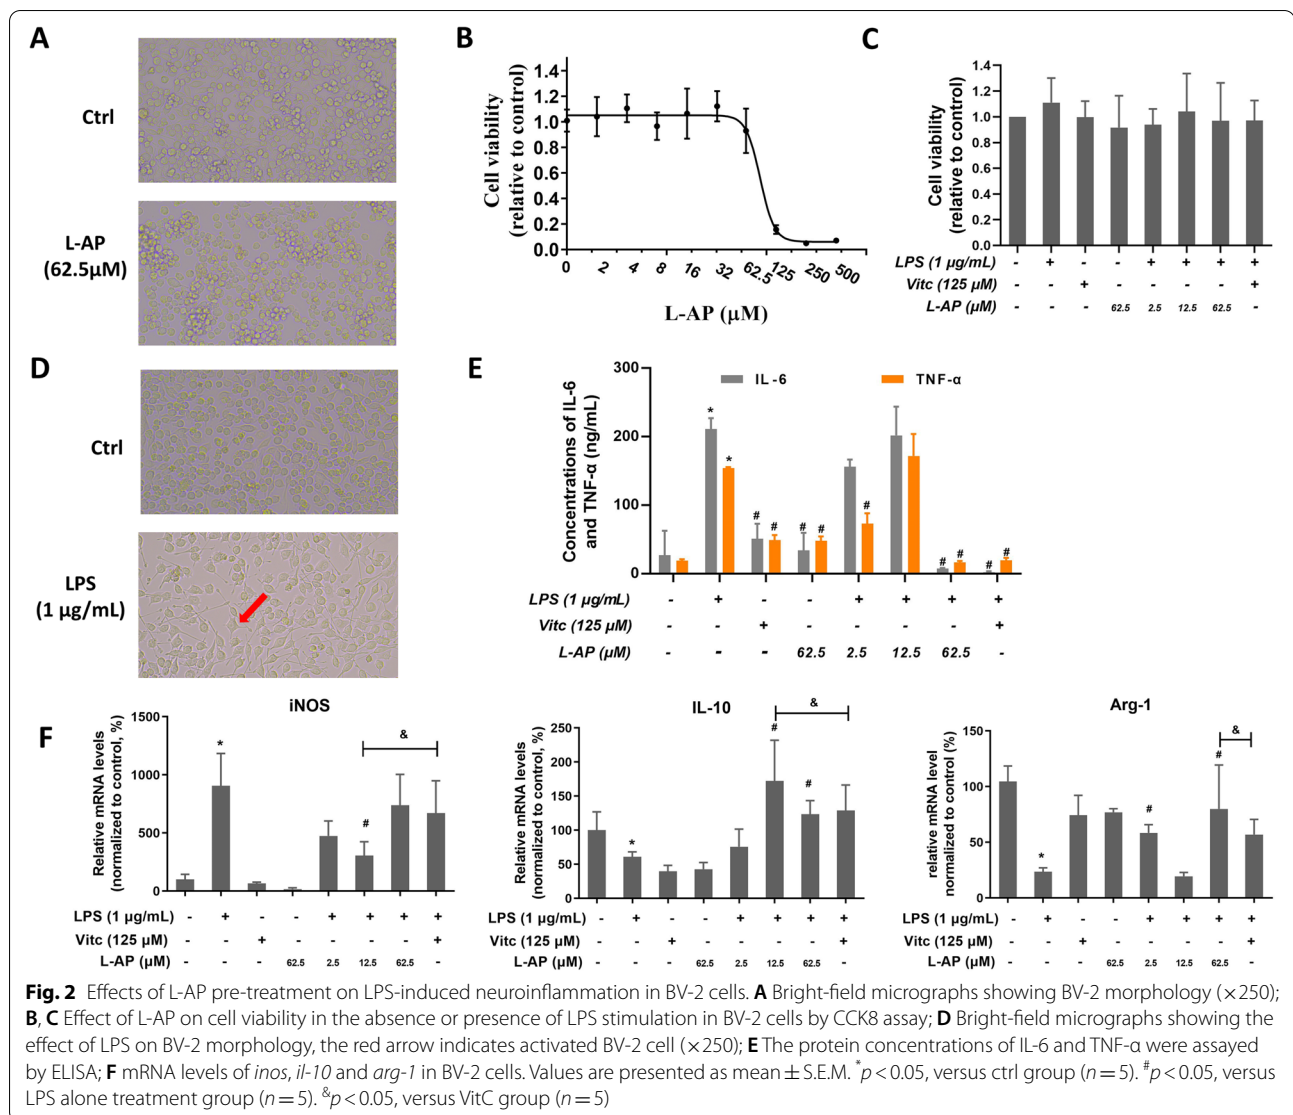 A
Ctrl
L-AP
(62.5μM)
B
Cell viability
(relative to control)
1.4
1.2
1.0
0.8
0.6
0.4
0.2
0.0
0 2 4 8 16 32 62.5 125 250 500
L-AP (μM)
C
Cell viability
(relative to control)
1.4
1.2
1.0
0.8
0.6
0.4
0.2
0.0
LPS (1 μg/mL) - + - - + + + +
Vitc (125 μM) - - + - - - - +
L-AP (μM) - - - 62.5 2.5 12.5 62.5 -
D
Ctrl
LPS
(1 μg/mL)
E
Concentrations of IL-6
and TNF-α (ng/mL)
300
200
100
0
IL -6 TNF-α
* * # # # # # # # # #
LPS (1 μg/mL) - + - - + + + +
Vitc (125 μM) - - + - - - - +
L-AP (μM) - - - 62.5 2.5 12.5 62.5 -
F
iNOS
Relative mRNA levels
(normalized to control, %)
1500
1000
500
0
* # &
LPS (1 μg/mL) - + - - + + + +
Vitc (125 μM) - - + - - - - +
L-AP (μM) - - - 62.5 2.5 12.5 62.5 -
IL-10
Relative mRNA levels
(normalized to control, %)
250
200
150
100
50
0
* # # &
LPS (1 μg/mL) - + - - + + + +
Vitc (125 μM) - - + - - - - +
L-AP (μM) - - - 62.5 2.5 12.5 62.5 -
Arg-1
relative mRNA level
normalized to control (%)
150
100
50
0
* # # &
LPS (1 μg/mL) - + - - + + + +
Vitc (125 μM) - - + - - - - +
L-AP (μM) - - - 62.5 2.5 12.5 62.5 -
Fig. 2 Effects of L-AP pre-treatment on LPS-induced neuroinflammation in BV-2 cells. A Bright-field micrographs showing BV-2 morphology (×250);
B, C Effect of L-AP on cell viability in the absence or presence of LPS stimulation in BV-2 cells by CCK8 assay; D Bright-field micrographs showing the
effect of LPS on BV-2 morphology, the red arrow indicates activated BV-2 cell (×250); E The protein concentrations of IL-6 and TNF-α were assayed
by ELISA; F mRNA levels of inos, il-10 and arg-1 in BV-2 cells. Values are presented as mean ± S.E.M. *p < 0.05, versus ctrl group (n = 5). #p < 0.05, versus
LPS alone treatment group (n = 5). &p < 0.05, versus VitC group (n = 5)